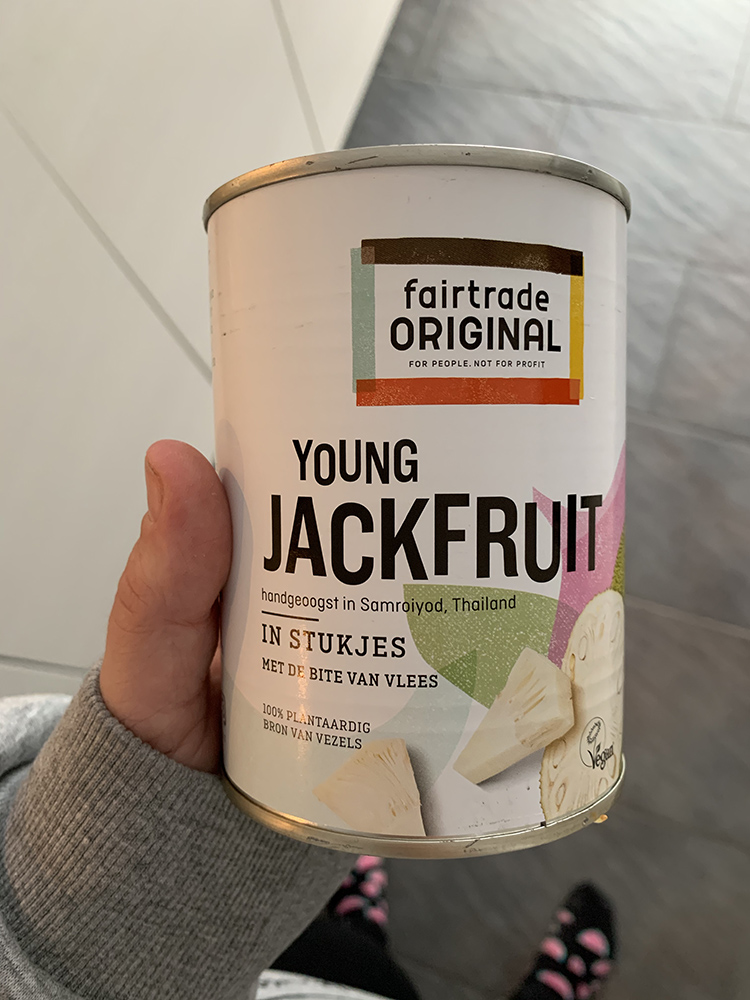 fairtrade
ORIGINAL
FOR PEOPLE. NOT FOR PROFIT
YOUNG
JACKFRUIT
handgeoogst in Samroiyod, Thailand
IN STUKJES
MET DE BITE VAN VLEES
100% PLANTAARDIG
BRON VAN VEZELS
Vegan